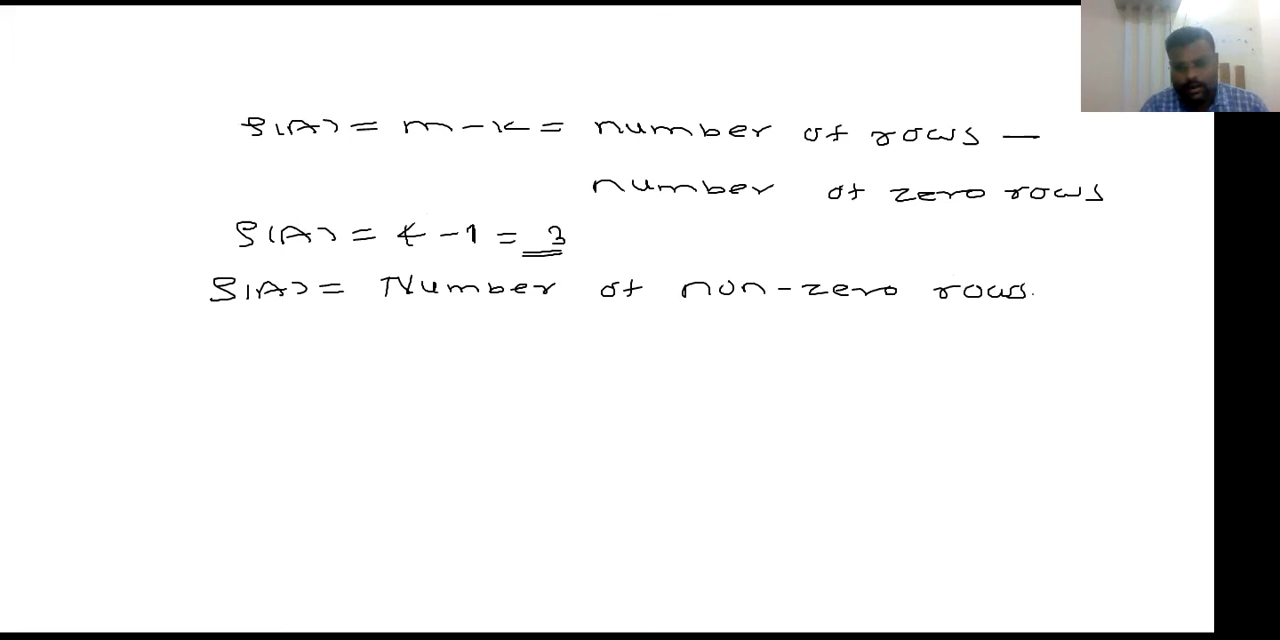 ρ(A) = m - k = number of rows —
number of zero rows
ρ(A) = 4 - 1 = 3
ρ(A) = Number of non-zero rows.